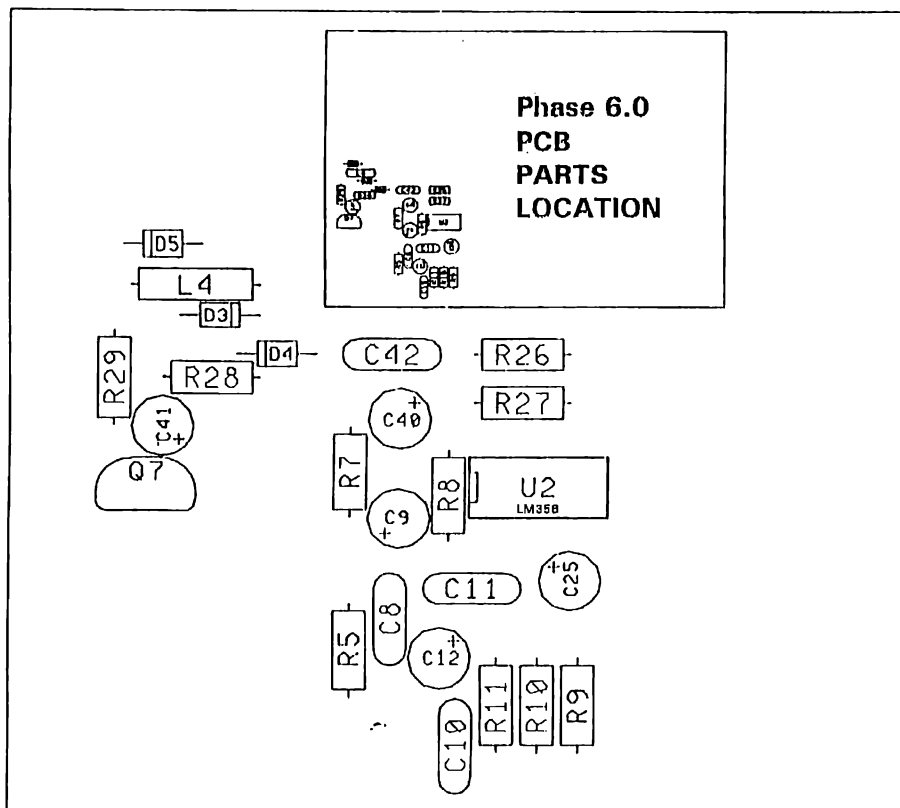 Phase 6.0
PCB
PARTS
LOCATION
D5
L4
D3
D4
C42
R26
R29
R28
R27
C41
+
C40
+
Q7
R7
R8
U2
LM358
C9
+
C11
C25
+
C8
R5
C12
+
R11
R10
R9
C10